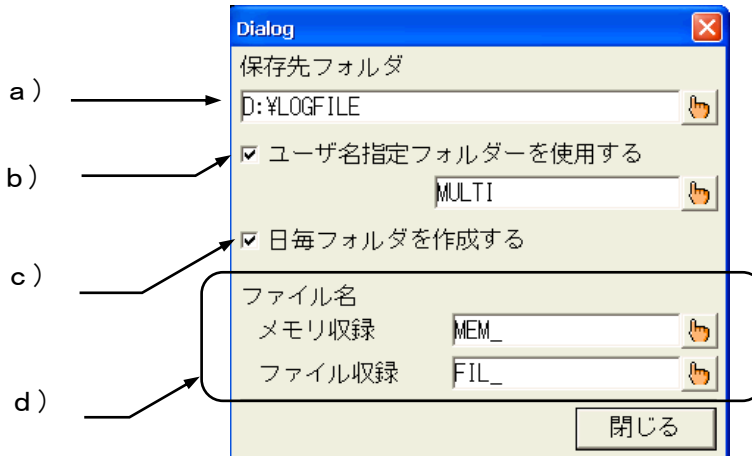 Dialog
保存先フォルダ
a)
D:¥LOGFILE
b)
ユーザ名指定フォルダーを使用する
MULTI
c)
日毎フォルダを作成する
ファイル名
メモリ収録 MEM_
ファイル収録 FIL_
d)
閉じる